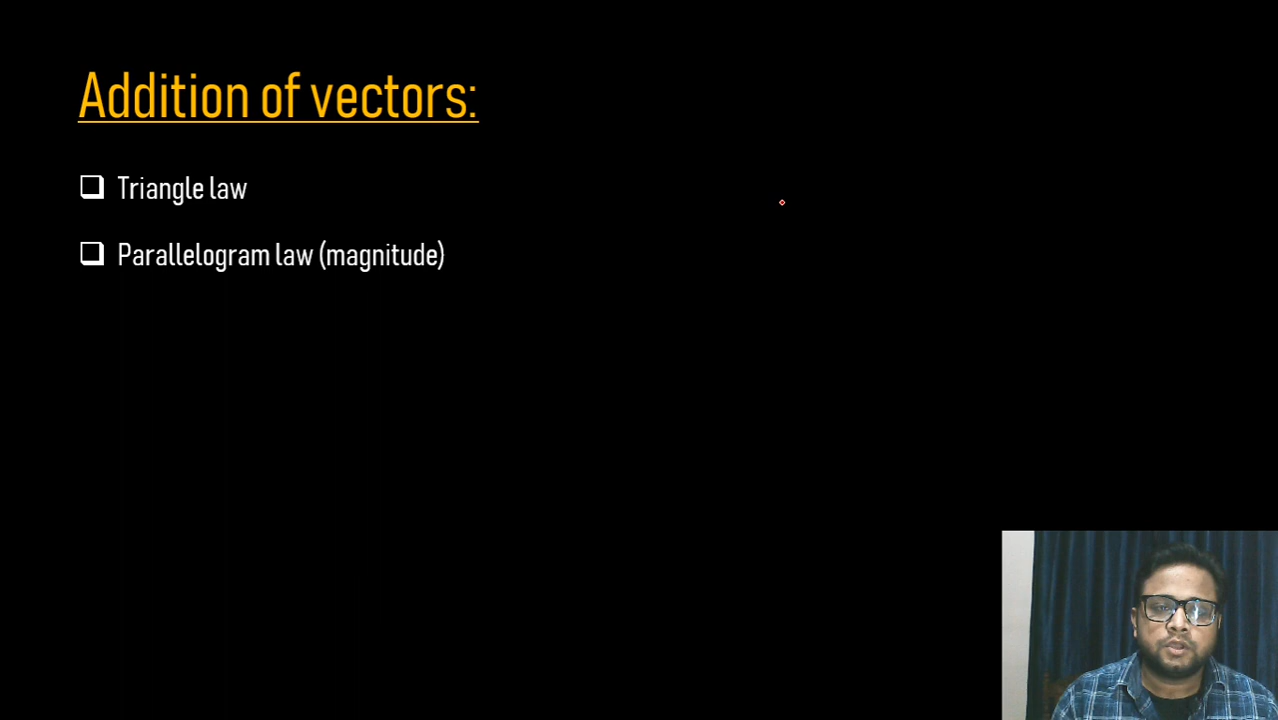 Addition of vectors:
Triangle law
Parallelogram law (magnitude)